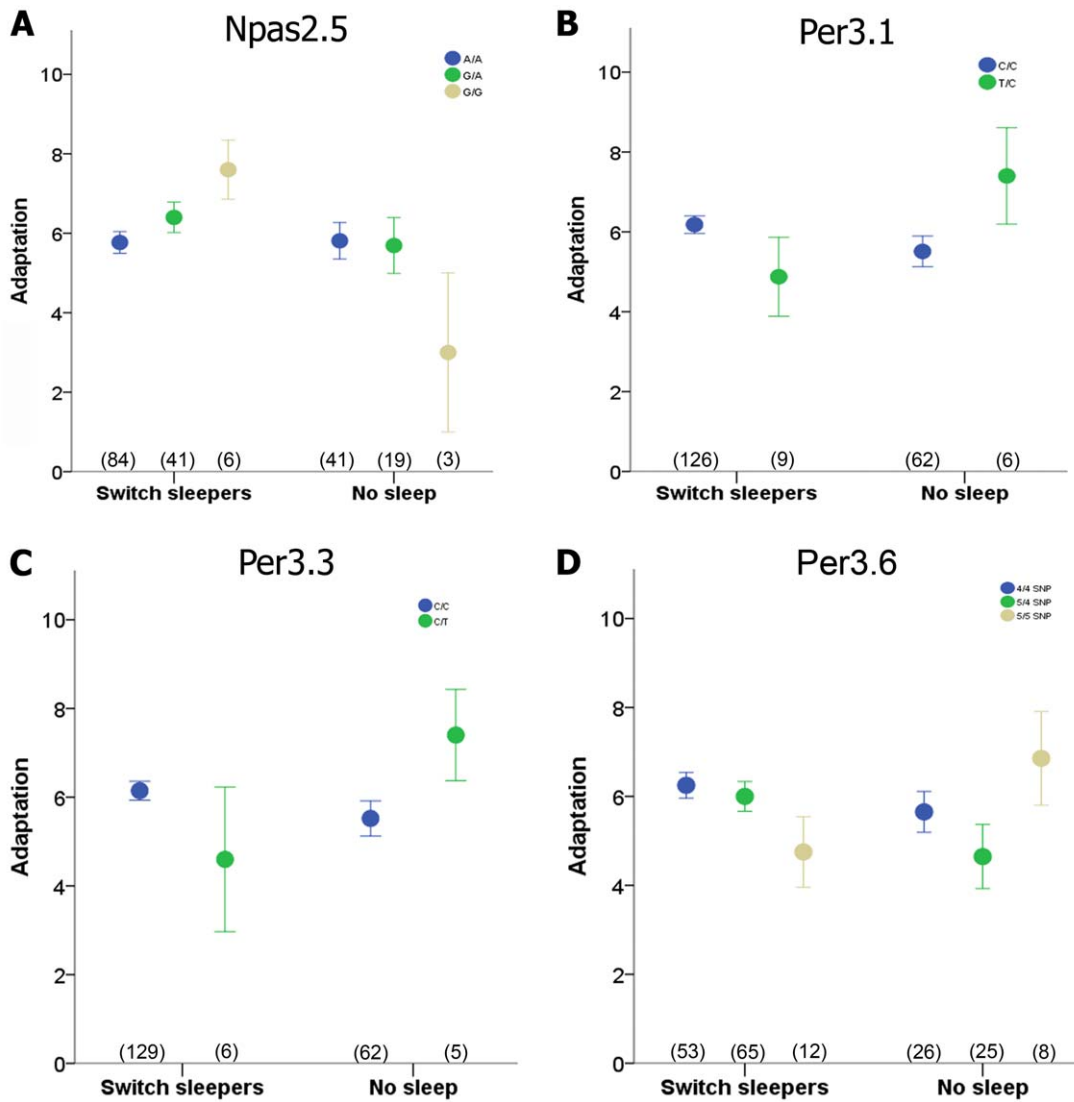 A
Npas2.5
A/A
G/A
G/G
10
8
6
4
2
0
Adaptation
(84) (41) (6) (41) (19) (3)
Switch sleepers No sleep
B
Per3.1
C/C
T/C
10
8
6
4
2
0
Adaptation
(126) (9) (62) (6)
Switch sleepers No sleep
C
Per3.3
C/C
C/T
10
8
6
4
2
0
Adaptation
(129) (6) (62) (5)
Switch sleepers No sleep
D
Per3.6
4/4 SNP
5/4 SNP
5/5 SNP
10
8
6
4
2
0
Adaptation
(53) (65) (12) (26) (25) (8)
Switch sleepers No sleep